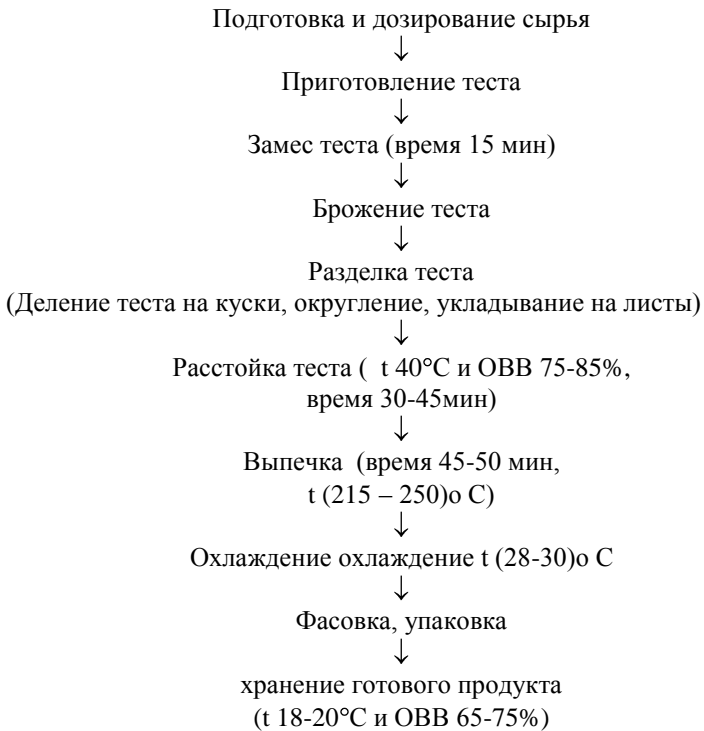 Подготовка и дозирование сырья
↓
Приготовление теста
↓
Замес теста (время 15 мин)
↓
Брожение теста
↓
Разделка теста
(Деление теста на куски, округление, укладывание на листы)
↓
Расстойка теста ( t 40°C и ОВВ 75-85%,
время 30-45мин)
↓
Выпечка (время 45-50 мин,
t (215 – 250)о С)
↓
Охлаждение охлаждение t (28-30)о С
↓
Фасовка, упаковка
↓
хранение готового продукта
(t 18-20°C и ОВВ 65-75%)